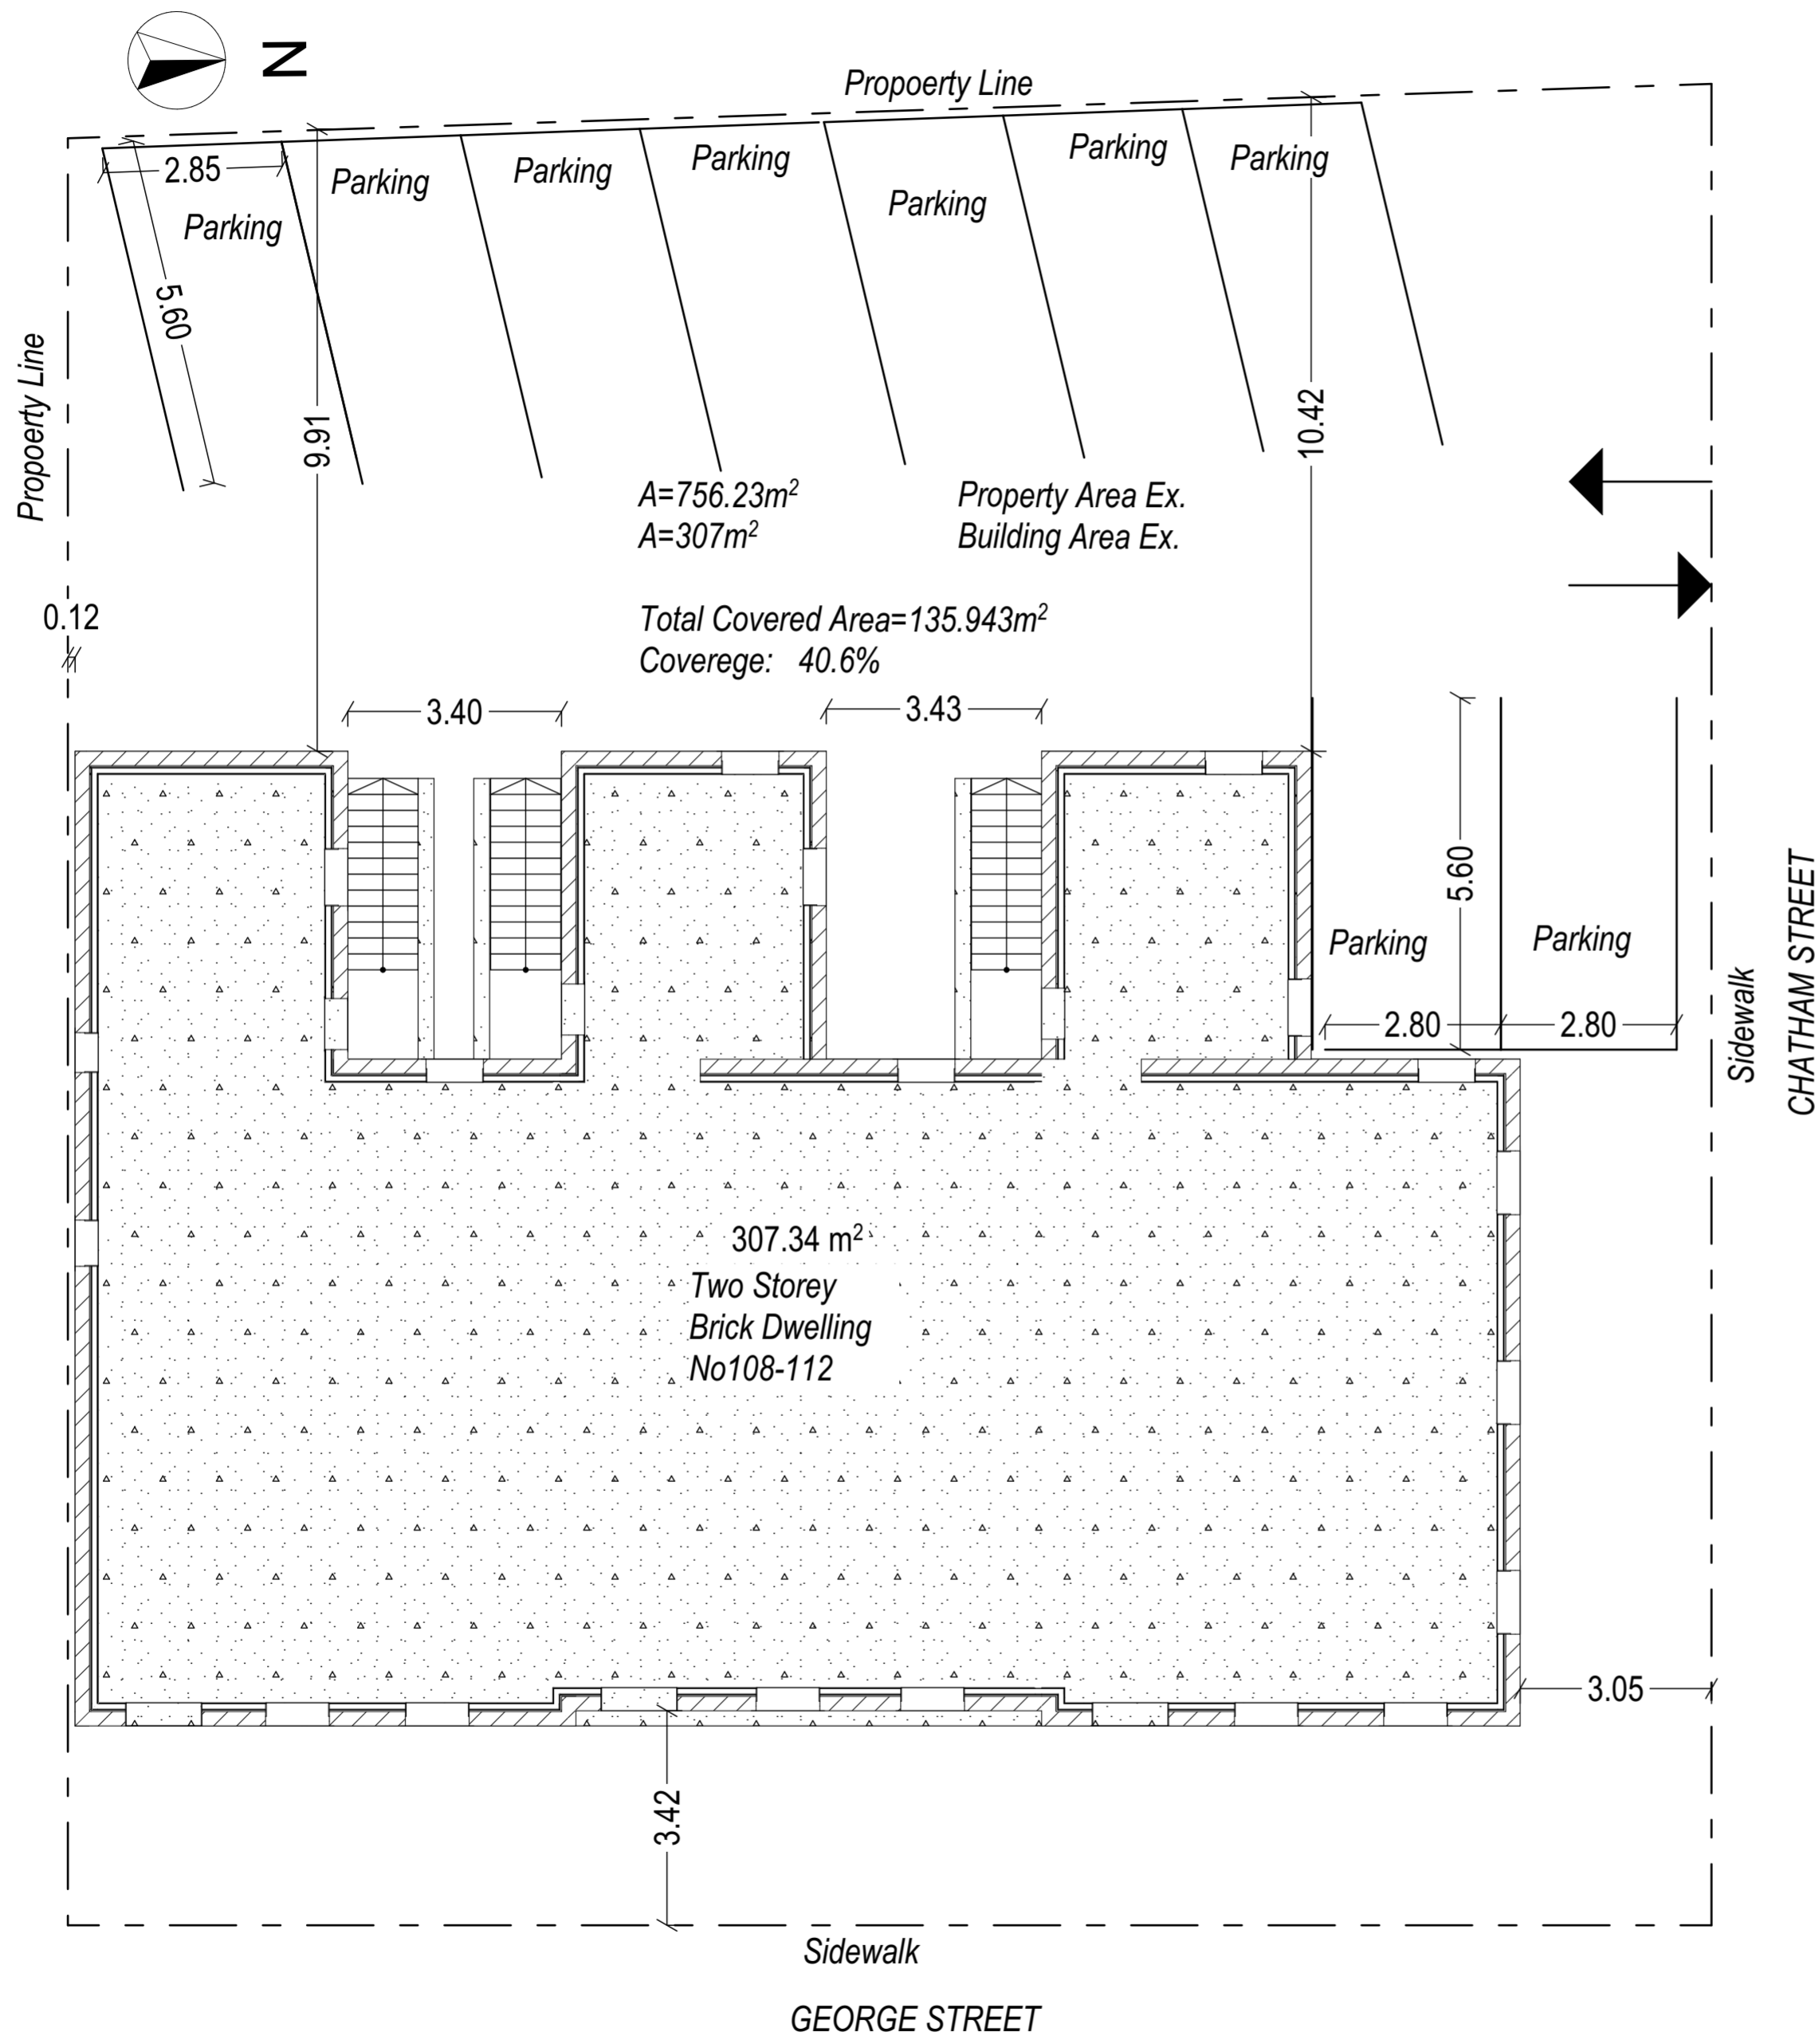 N
Propoerty Line
2.85
Parking
Parking
Parking
Parking
Parking
Parking
Parking
5.60
9.91
10.42
Propoerty Line
A=756.23m² Property Area Ex.
A=307m² Building Area Ex.
0.12
Total Covered Area=135.943m²
Coverege: 40.6%
3.40
3.43
5.60
Parking
Parking
2.80
2.80
Sidewalk
CHATHAM STREET
307.34 m²
Two Storey
Brick Dwelling
No108-112
3.05
3.42
Sidewalk
GEORGE STREET